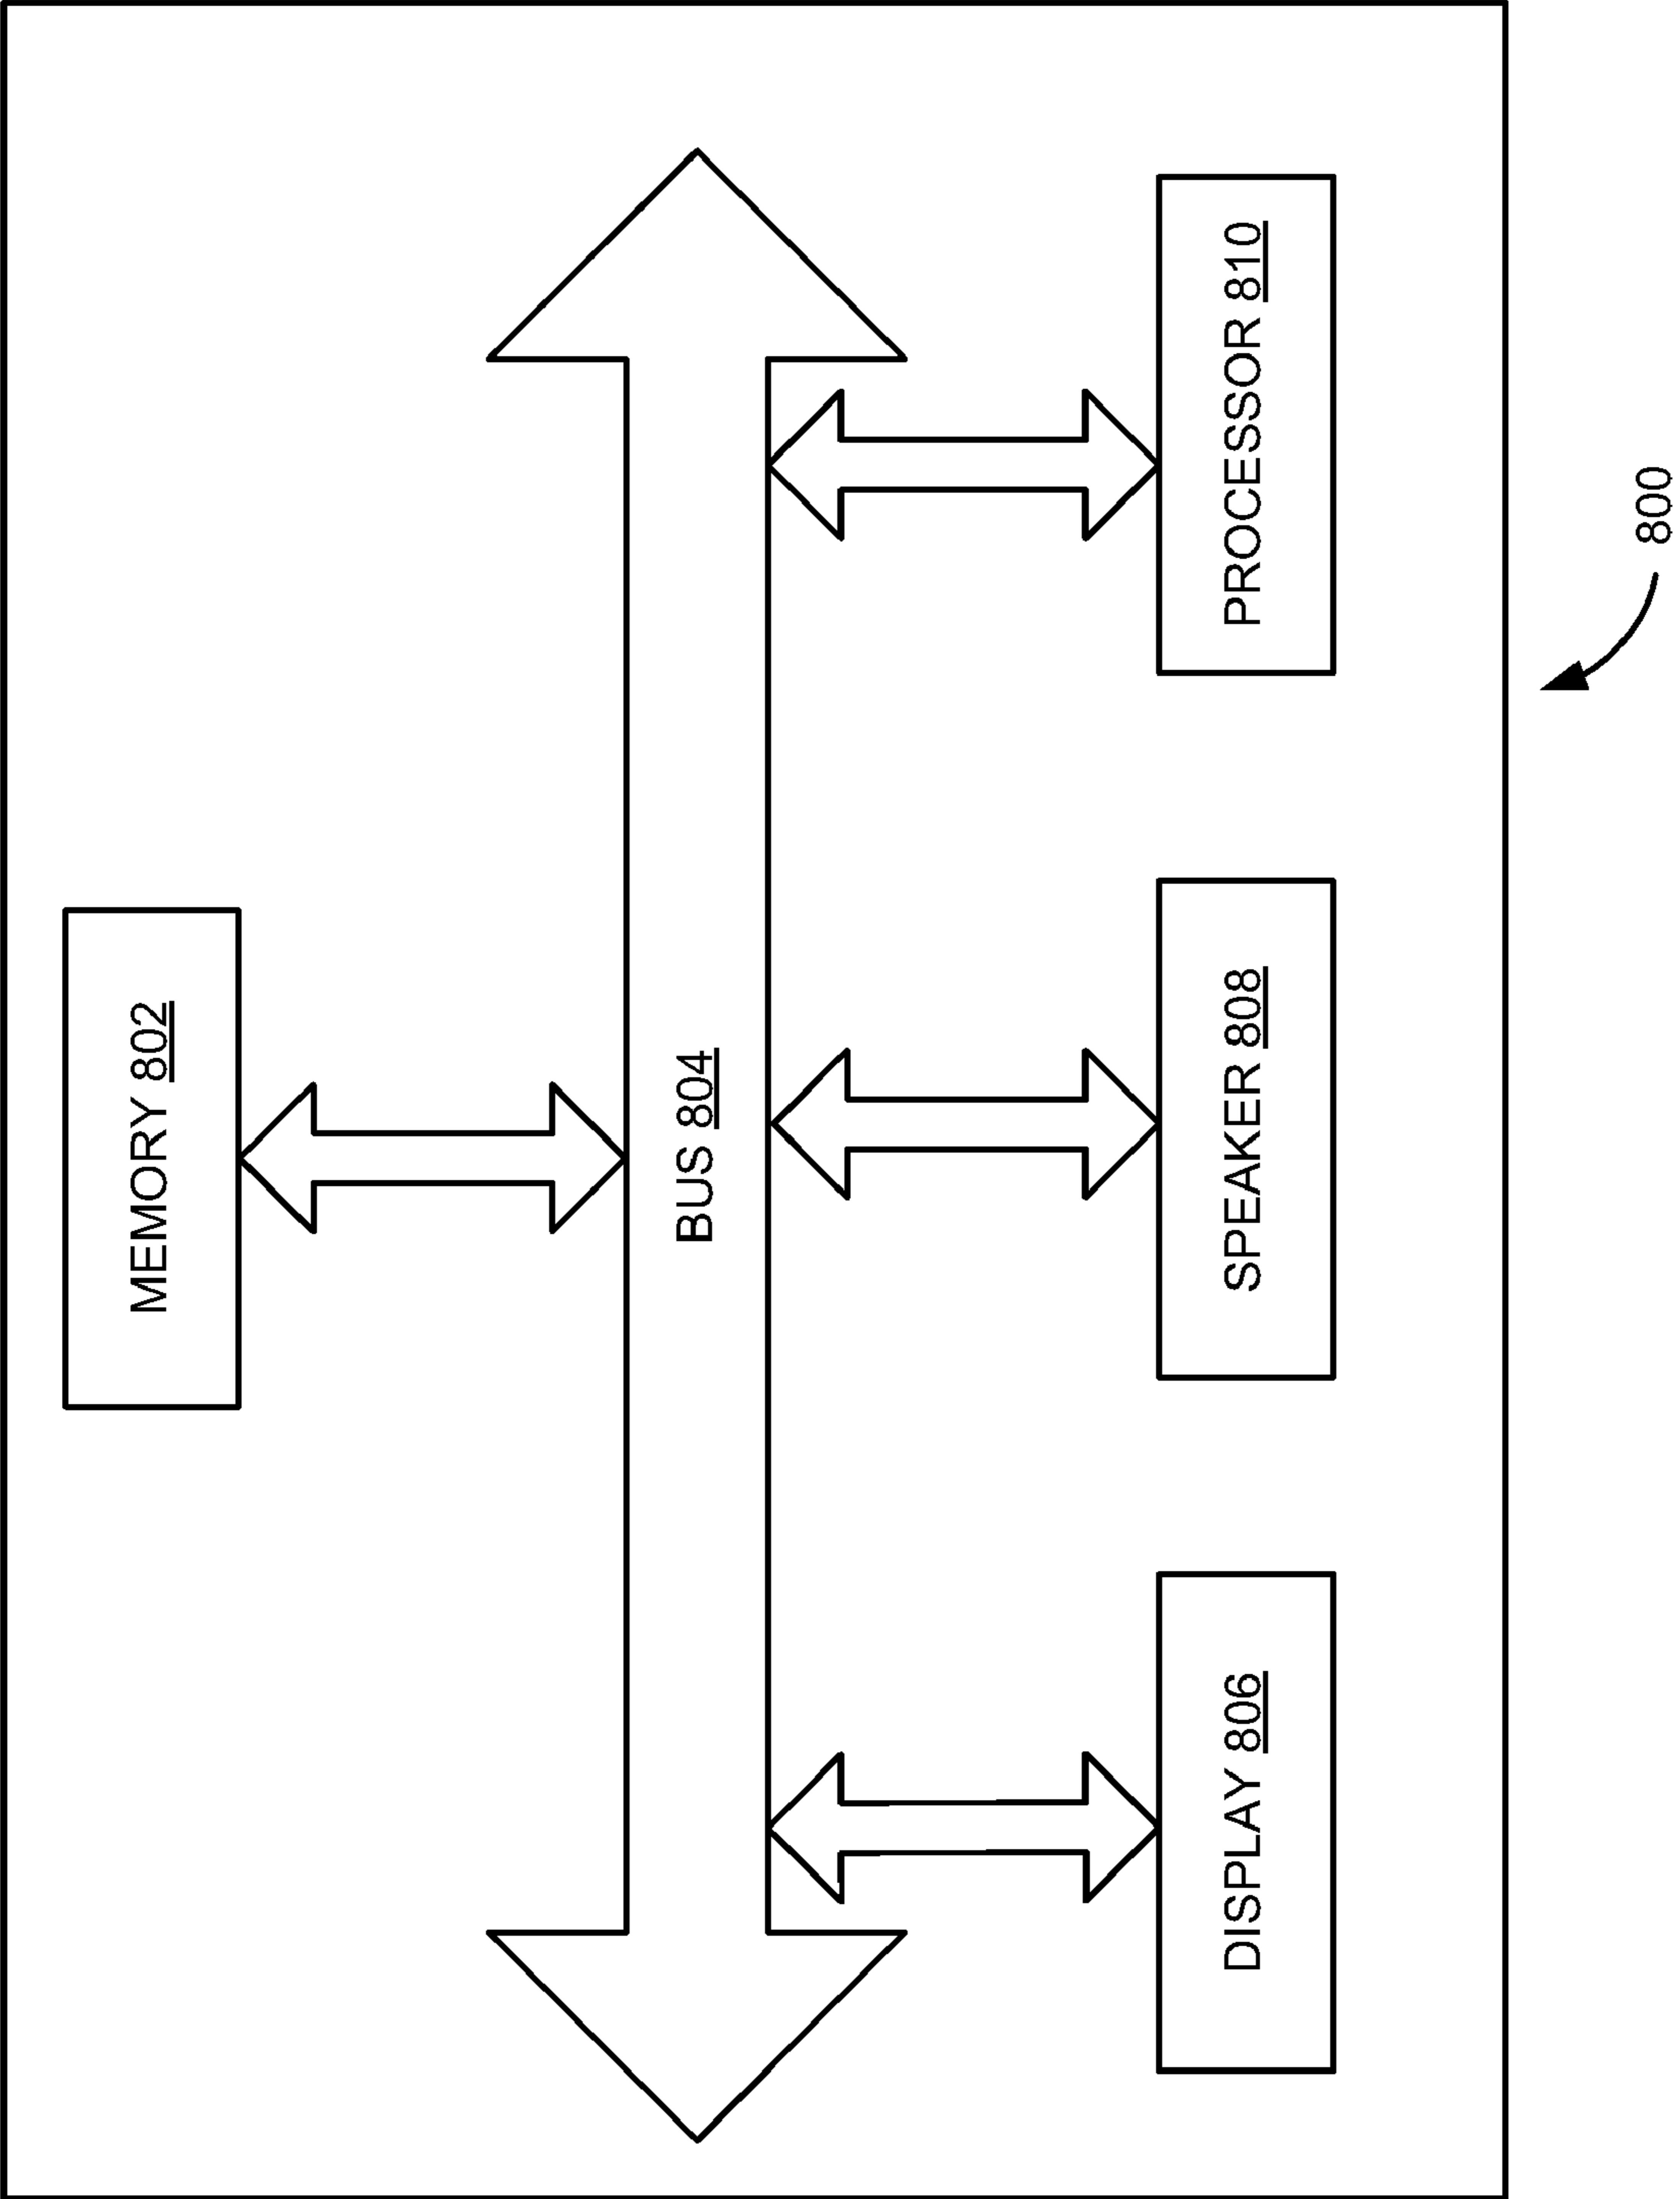 MEMORY 802
BUS 804
DISPLAY 806
SPEAKER 808
PROCESSOR 810
800